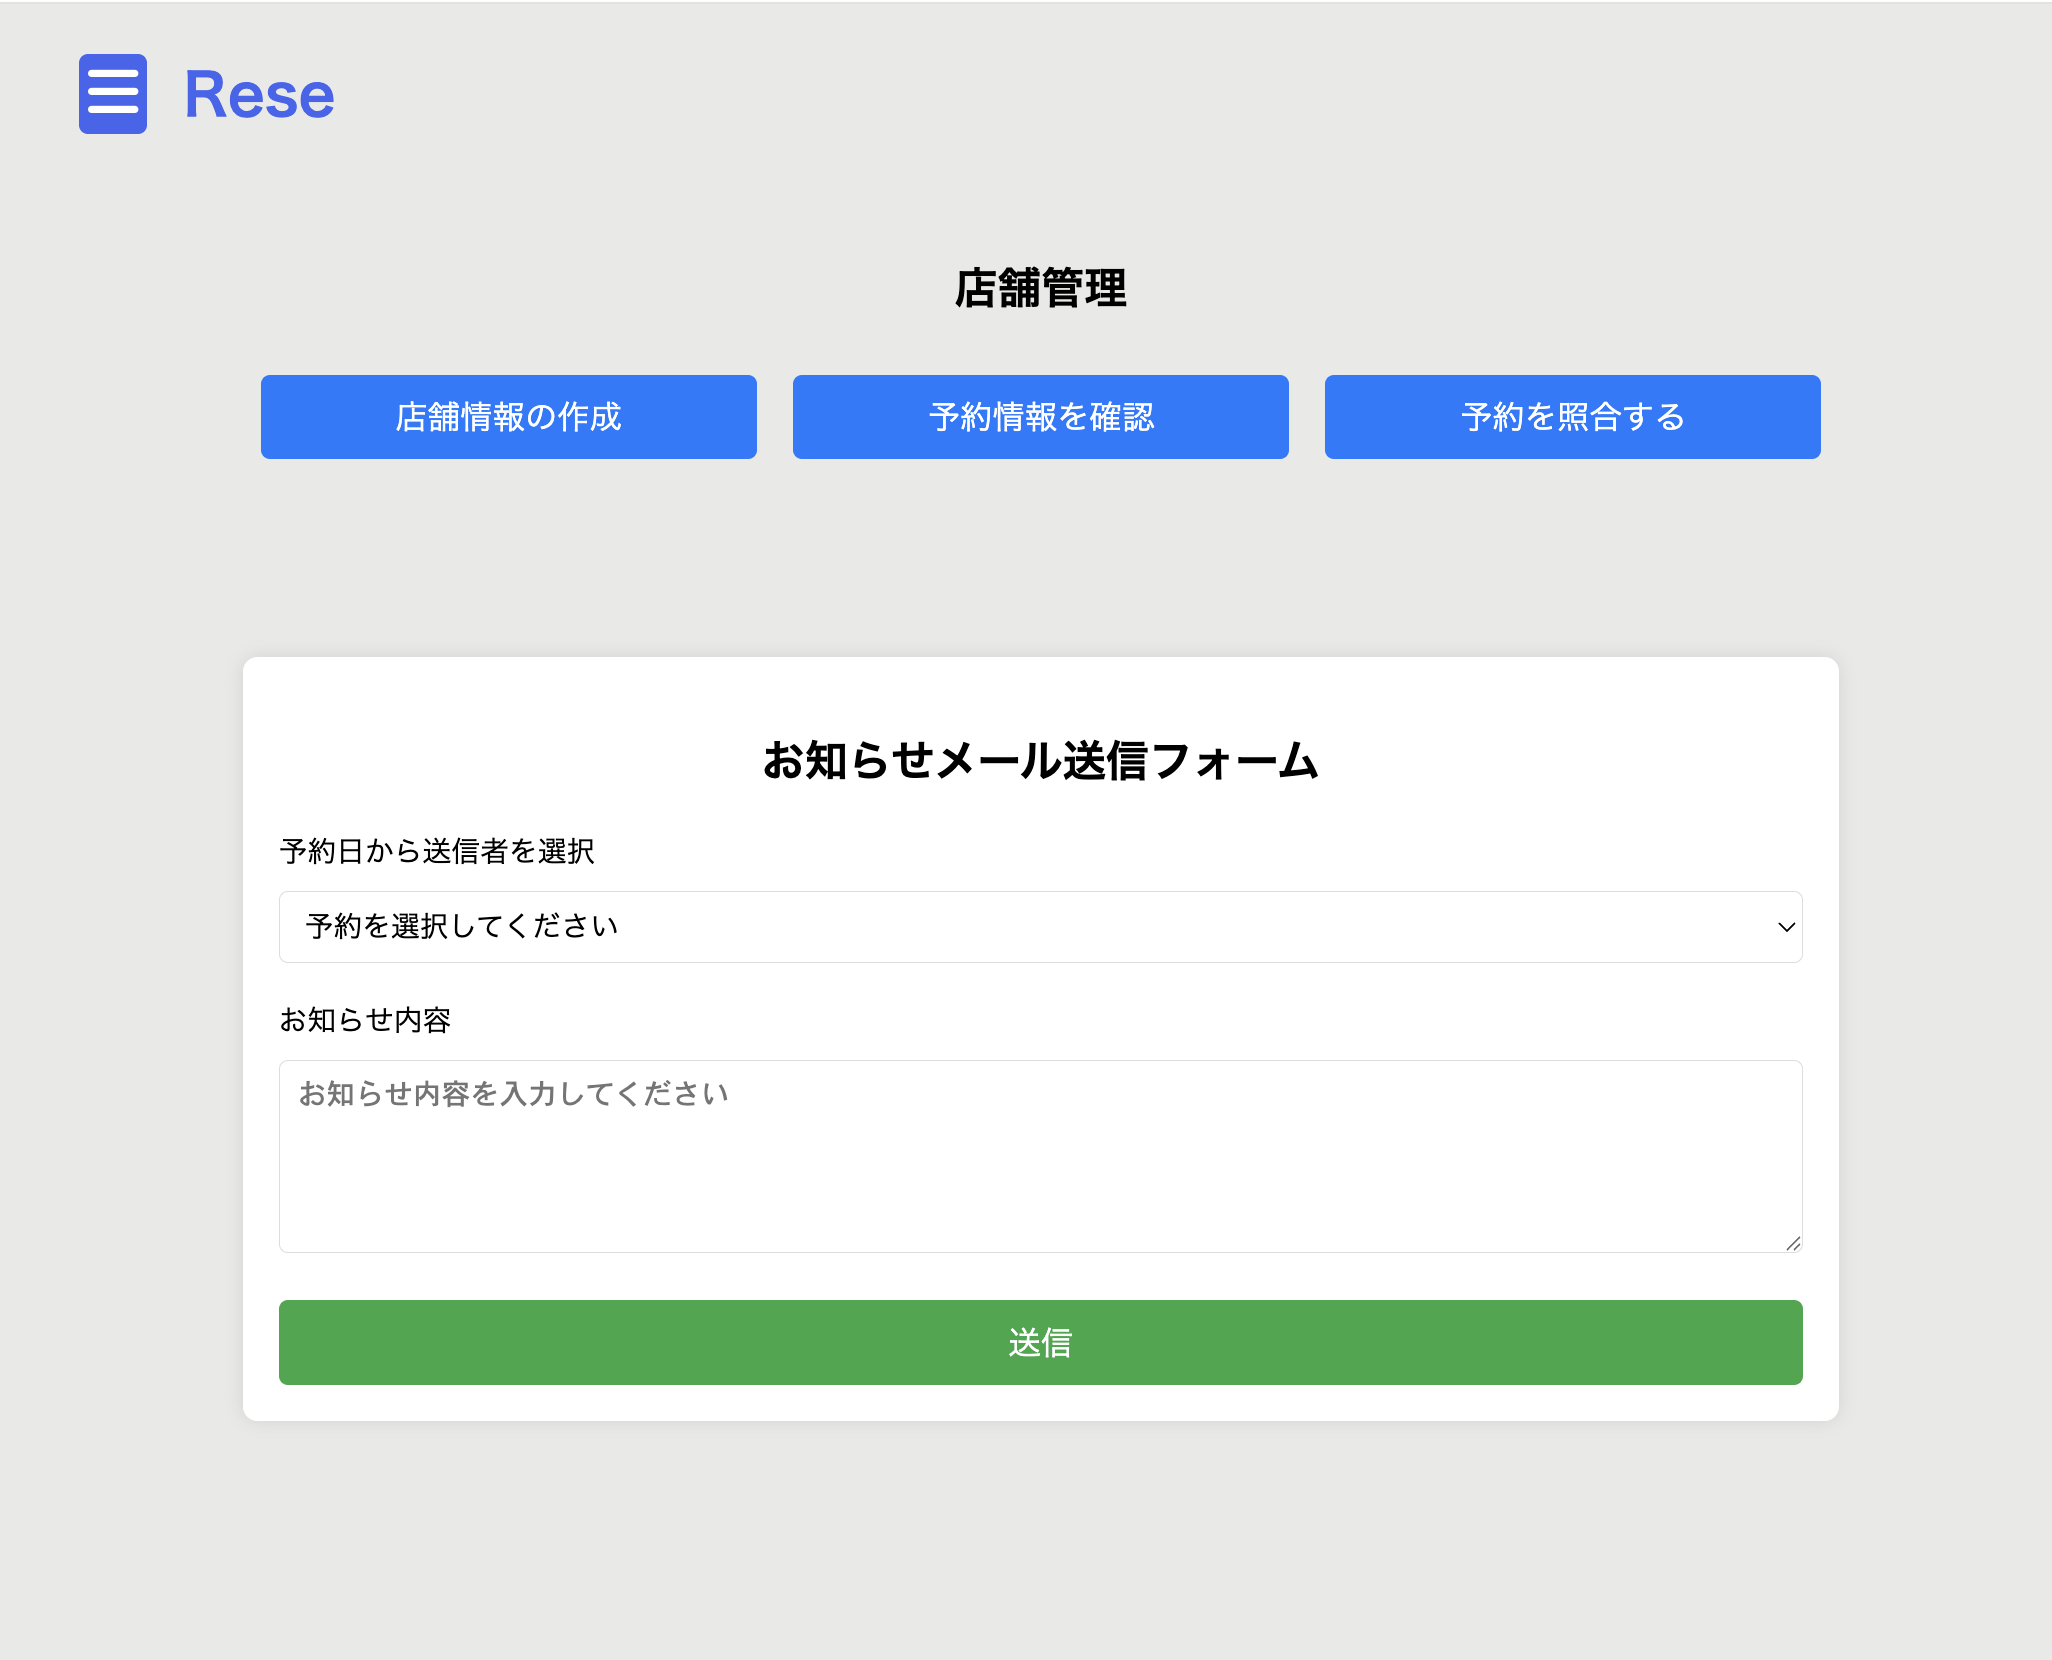 Rese
店舗管理
店舗情報の作成
予約情報を確認
予約を照合する
お知らせメール送信フォーム
予約日から送信者を選択
予約を選択してください
お知らせ内容
お知らせ内容を入力してください
送信